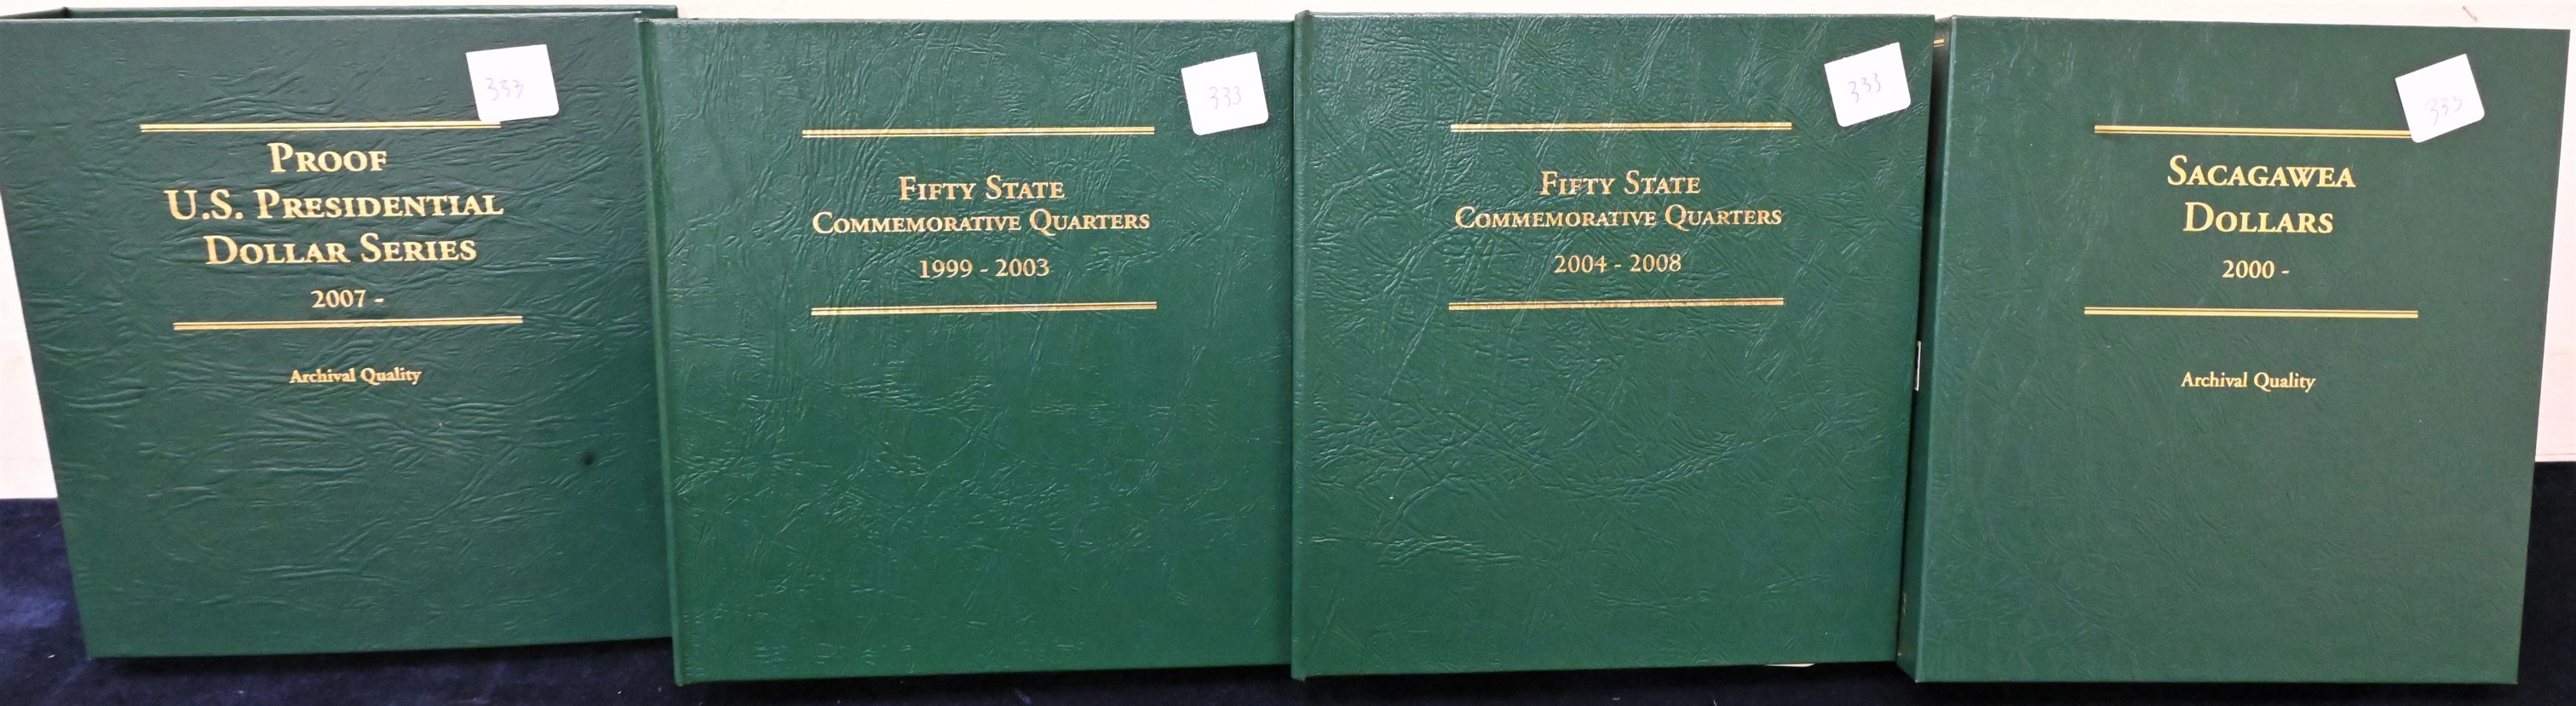 333
PROOF
U.S. PRESIDENTIAL
DOLLAR SERIES
2007 -
Archival Quality
333
FIFTY STATE
COMMEMORATIVE QUARTERS
1999 - 2003
333
FIFTY STATE
COMMEMORATIVE QUARTERS
2004 - 2008
333
SACAGAWEA
DOLLARS
2000 -
Archival Quality